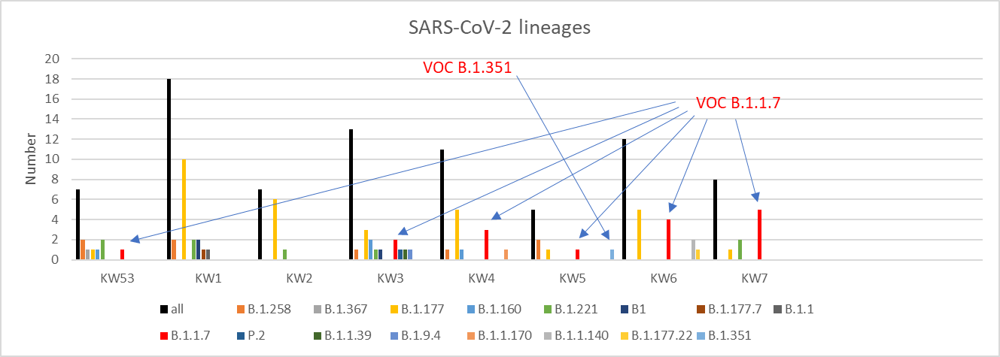 SARS-CoV-2 lineages
VOC B.1.351
VOC B.1.1.7
Number
20
18
16
14
12
10
8
6
4
2
0
KW53 KW1 KW2 KW3 KW4 KW5 KW6 KW7
all B.1.258 B.1.367 B.1.177 B.1.160 B.1.221 B1 B.1.177.7 B.1.1
B.1.1.7 P.2 B.1.1.39 B.1.9.4 B.1.1.170 B.1.1.140 B.1.177.22 B.1.351